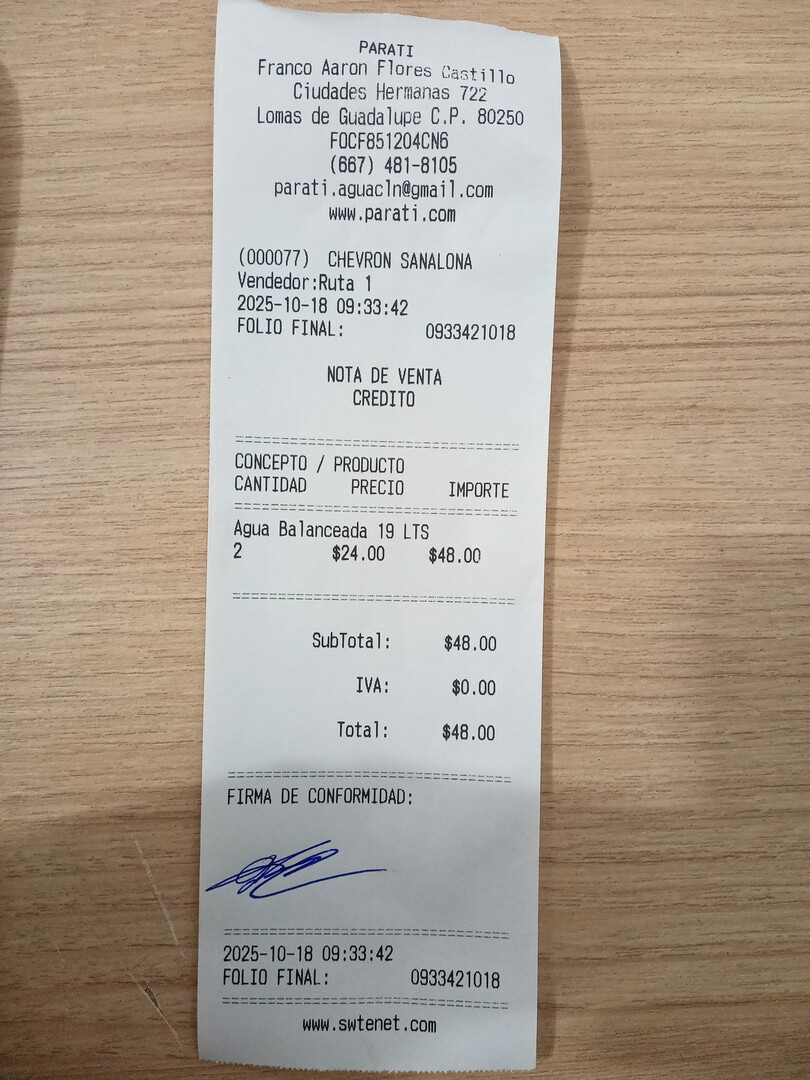 PARATI
Franco Aaron Flores Castillo
Ciudades Hermanas 722
Lomas de Guadalupe C.P. 80250
FOCF851204CN6
(667) 481-8105
parati.aguacln@gmail.com
www.parati.com
(000077) CHEVRON SANALONA
Vendedor:Ruta 1
2025-10-18 09:33:42
FOLIO FINAL: 0933421018
NOTA DE VENTA
CREDITO
CONCEPTO / PRODUCTO
CANTIDAD PRECIO IMPORTE
Agua Balanceada 19 LTS
2 $24.00 $48.00
SubTotal: $48.00
IVA: $0.00
Total: $48.00
FIRMA DE CONFORMIDAD:
2025-10-18 09:33:42
FOLIO FINAL: 0933421018
www.swtenet.com